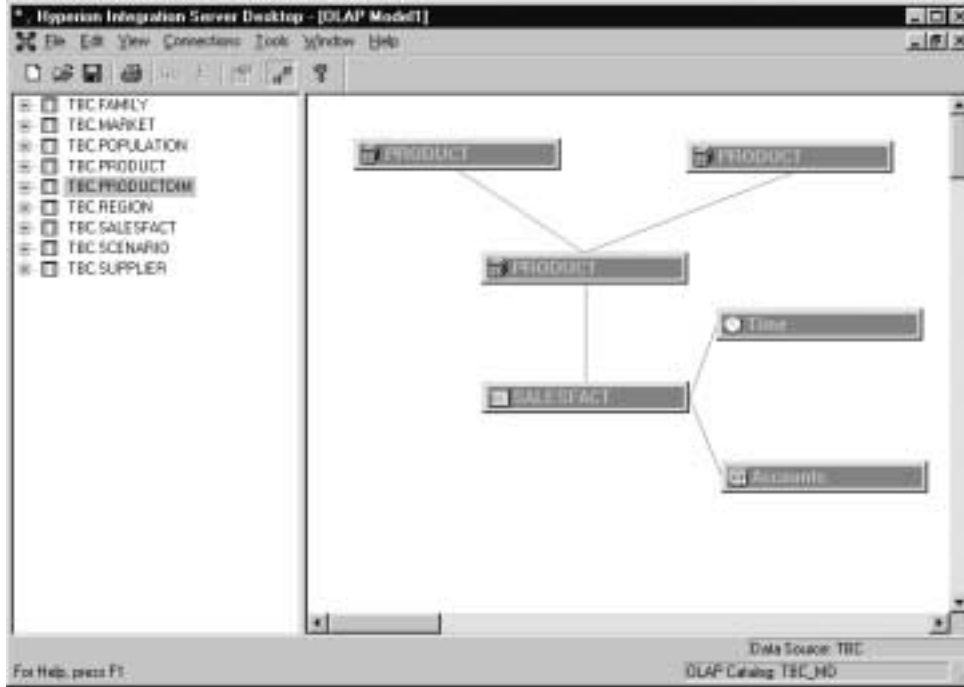 Hyperion Integration Server Desktop - [OLAP Model1]
File Edit View Connections Tools Window Help
TBC.FAMILY
TBC.MARKET
TBC.POPULATION
TBC.PRODUCT
TBC.PRODUCTDIM
TBC.REGION
TBC.SALESFACT
TBC.SCENARIO
TBC.SUPPLIER
PRODUCT
PRODUCT
PRODUCT
Time
SALESFACT
Accounts
Data Source: TBC
For Help, press F1
OLAP Catalog: TBC_MD